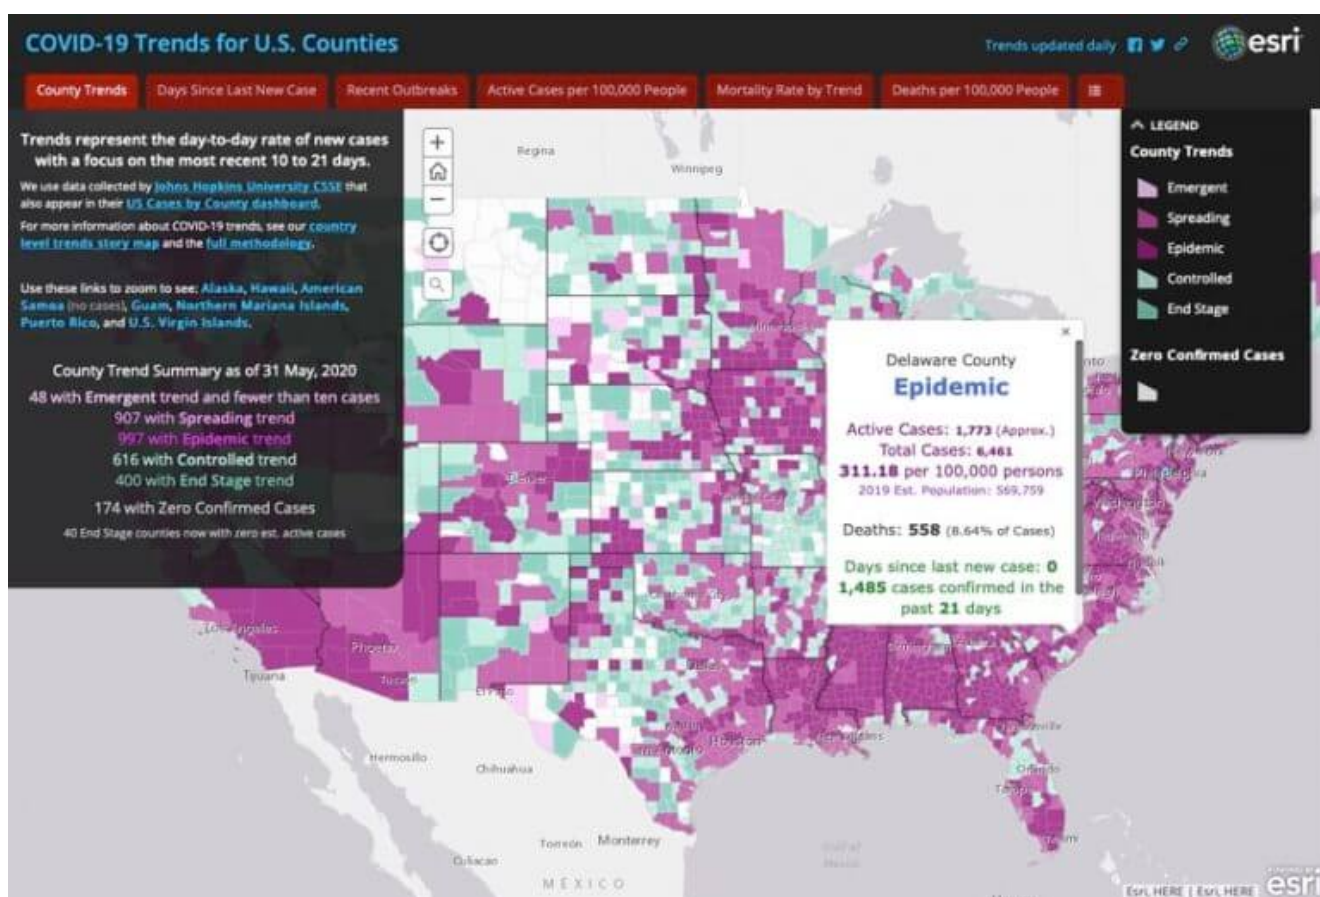 COVID-19 Trends for U.S. Counties
Trends updated daily
esri
County Trends
Days Since Last New Case
Recent Outbreaks
Active Cases per 100,000 People
Mortality Rate by Trend
Deaths per 100,000 People
Trends represent the day-to-day rate of new cases
with a focus on the most recent 10 to 21 days.
We use data collected by Johns Hopkins University CSSE that
also appear in their US Cases by County dashboard.
For more information about COVID-19 trends, see our country
level trends story map and the full methodology.
Use these links to zoom to see: Alaska, Hawaii, American
Samoa (no cases), Guam, Northern Mariana Islands,
Puerto Rico, and U.S. Virgin Islands.
County Trend Summary as of 31 May, 2020
48 with Emergent trend and fewer than ten cases
907 with Spreading trend
997 with Epidemic trend
616 with Controlled trend
400 with End Stage trend
174 with Zero Confirmed Cases
40 End Stage counties now with zero est. active cases
LEGEND
County Trends
Emergent
Spreading
Epidemic
Controlled
End Stage
Zero Confirmed Cases
Delaware County
Epidemic
Active Cases: 1,773 (Approx.)
Total Cases: 6,461
311.18 per 100,000 persons
2019 Est. Population: 569,759
Deaths: 558 (8.64% of Cases)
Days since last new case: 0
1,485 cases confirmed in the
past 21 days
Regina
Winnipeg
Minneapolis
Denver
Philadelphia
Washington
Los Angeles
Phoenix
Tucson
Tijuana
El Paso
Dallas
Austin
Houston
Orlando
Tampa
Miami
Hermosillo
Chihuahua
Torreón
Monterrey
Culiacán
MÉXICO
Gulf of
Mexico
Esri, HERE | Esri, HERE
esri